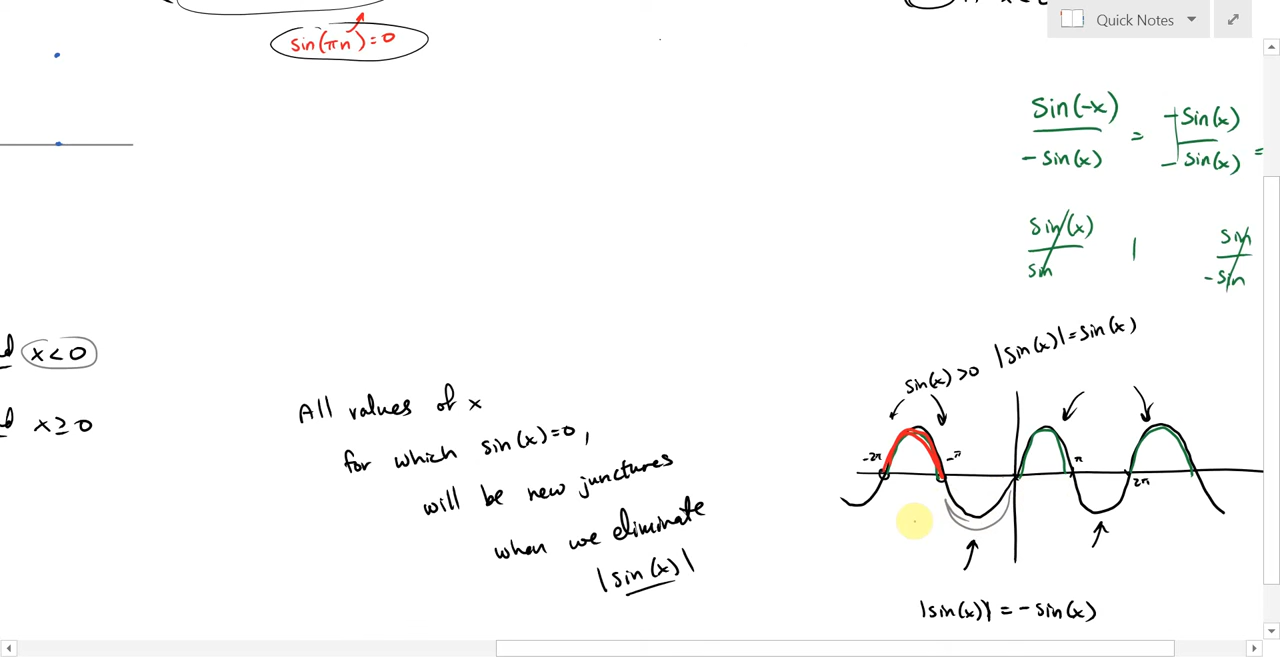 sin(πn)=0
Quick Notes
sin(-x)
- sin(x)
=
- sin(x)
- sin(x)
=
sin(x)
sin
1
sin
- sin
x<0
x≥0
All values of x
for which sin(x)=0,
will be new junctures
when we eliminate
|sin(x)|
|sin(x)|=sin(x)
sin(x)>0
-2π
-π
π
2π
|sin(x)|=-sin(x)